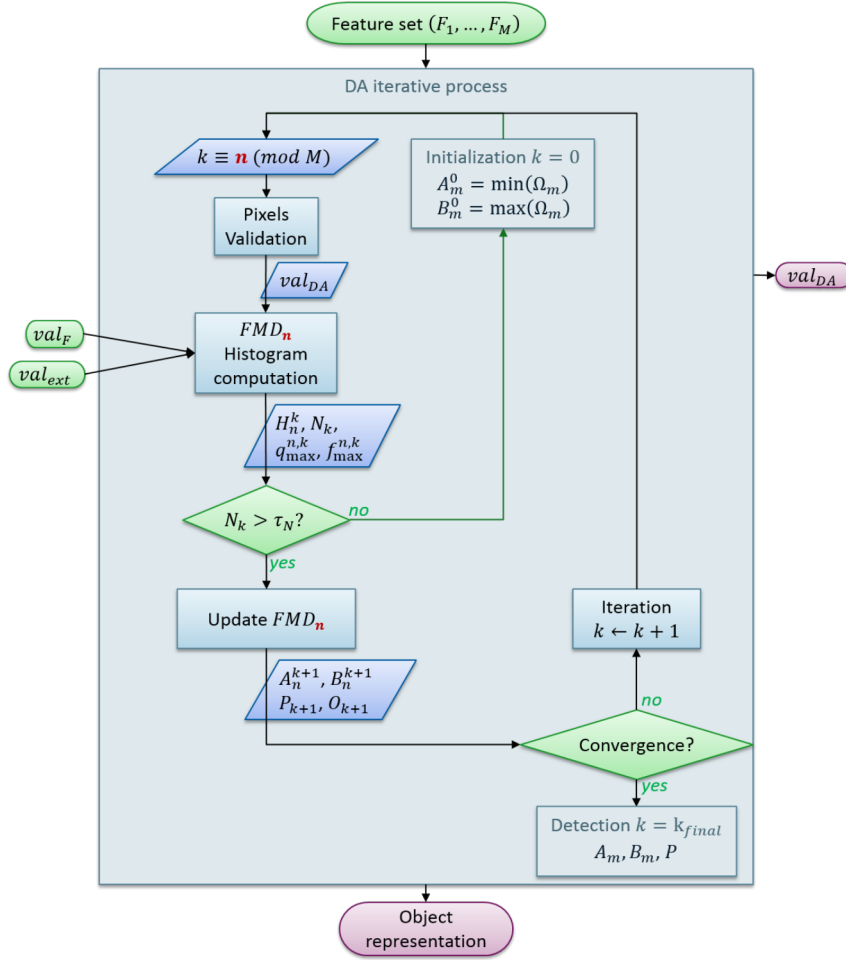 Feature set (F₁, …, F_M)
DA iterative process
k ≡ n (mod M)
Initialization k = 0
A_m^0 = min(Ω_m)
B_m^0 = max(Ω_m)
Pixels
Validation
val_DA
val_DA
val_F
val_ext
FMD_n
Histogram
computation
H_n^k, N_k,
q_max^{n,k}, f_max^{n,k}
N_k > τ_N?
no
yes
Update FMD_n
Iteration
k ← k + 1
A_n^{k+1}, B_n^{k+1}
P_{k+1}, O_{k+1}
no
Convergence?
yes
Detection k = k_final
A_m, B_m, P
Object
representation